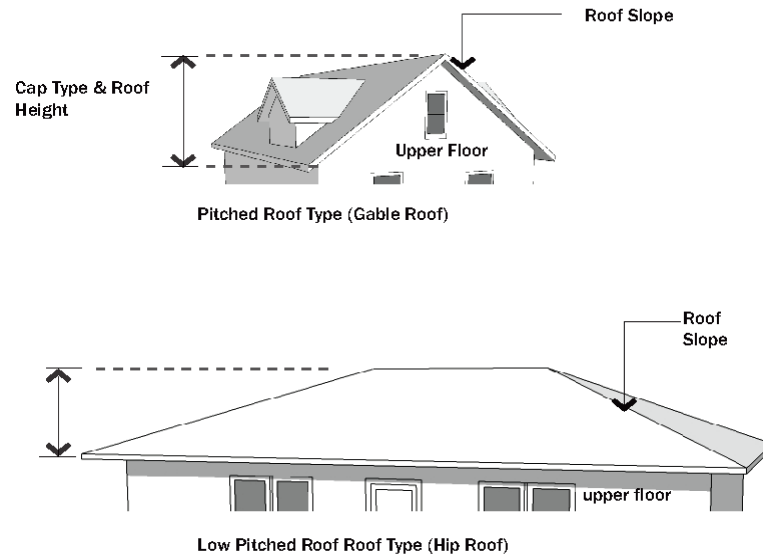 Roof Slope
Cap Type & Roof
Height
Upper Floor
Pitched Roof Type (Gable Roof)
Roof
Slope
upper floor
Low Pitched Roof Roof Type (Hip Roof)